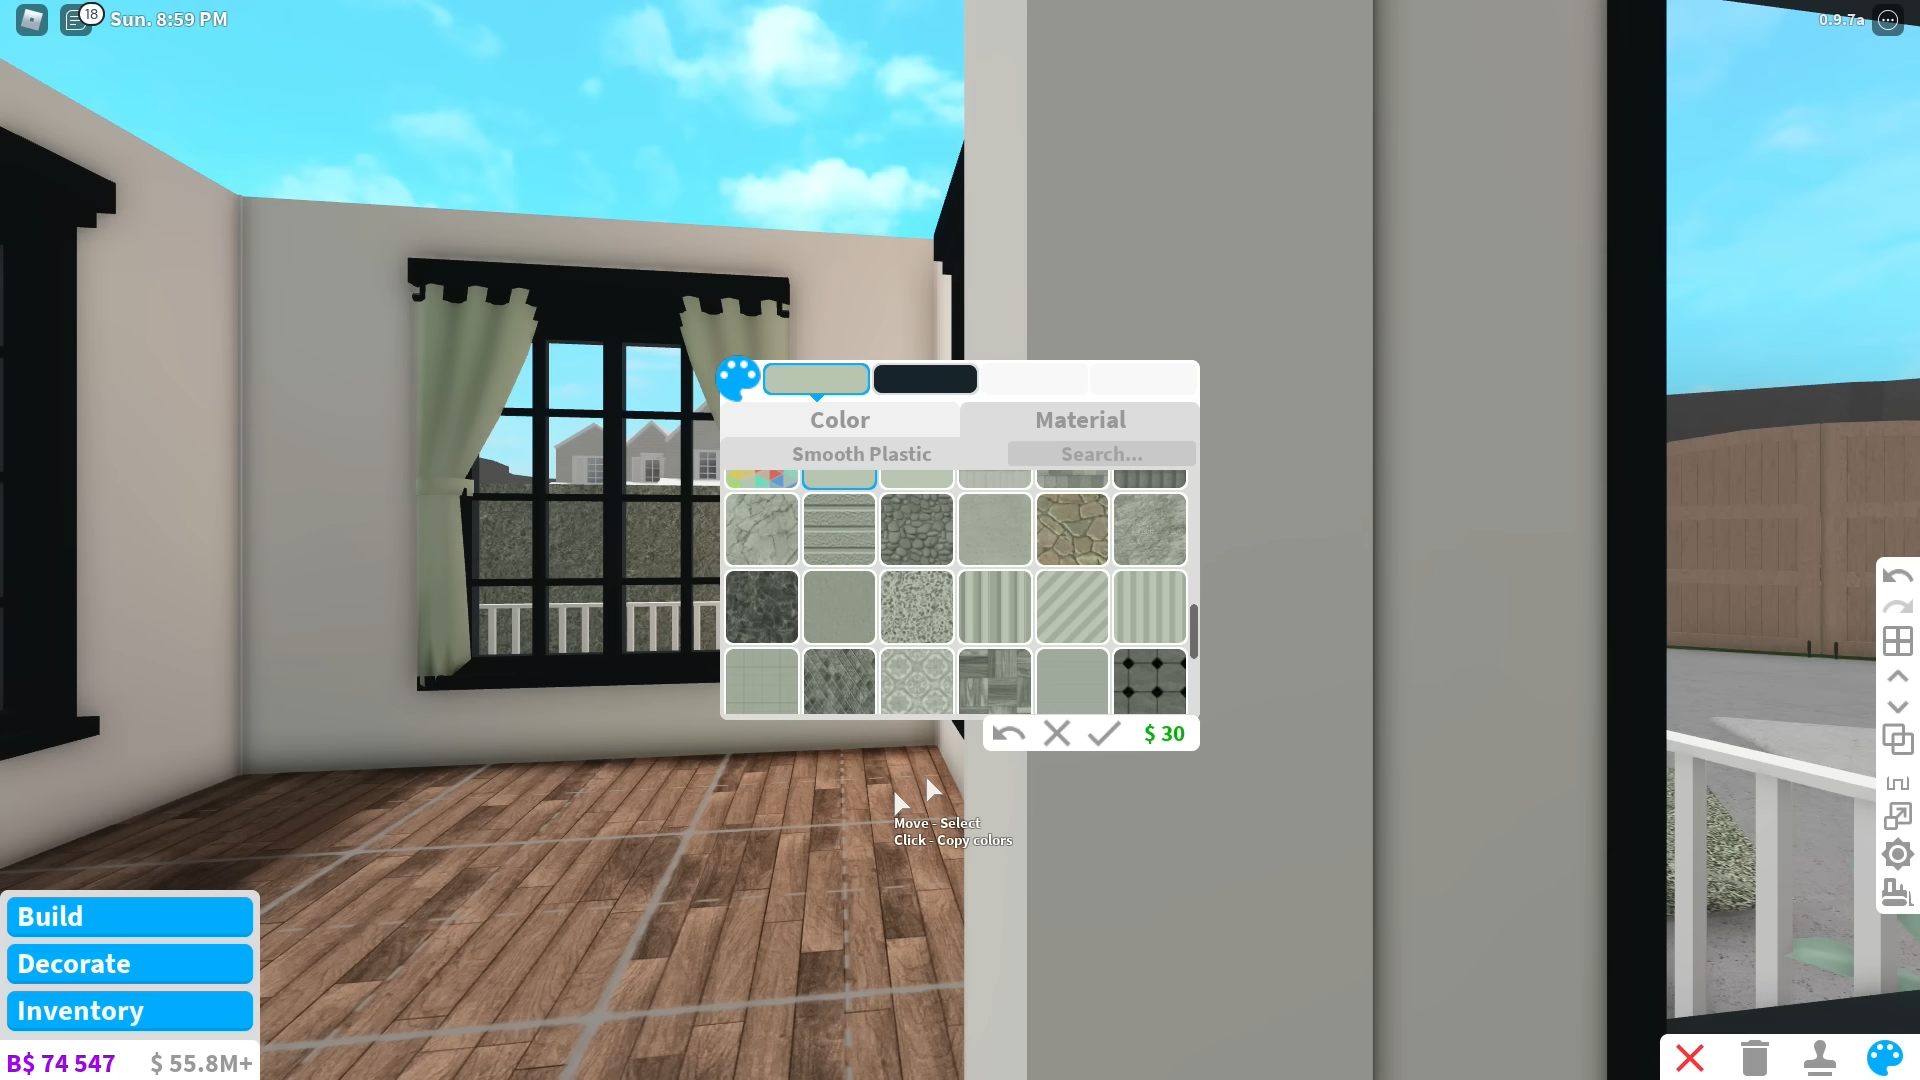 18
Sun. 8:59 PM
0.9.7a
Color
Material
Smooth Plastic
Search...
$ 30
Move - Select
Click - Copy colors
Build
Decorate
Inventory
B$ 74 547
$ 55.8M+